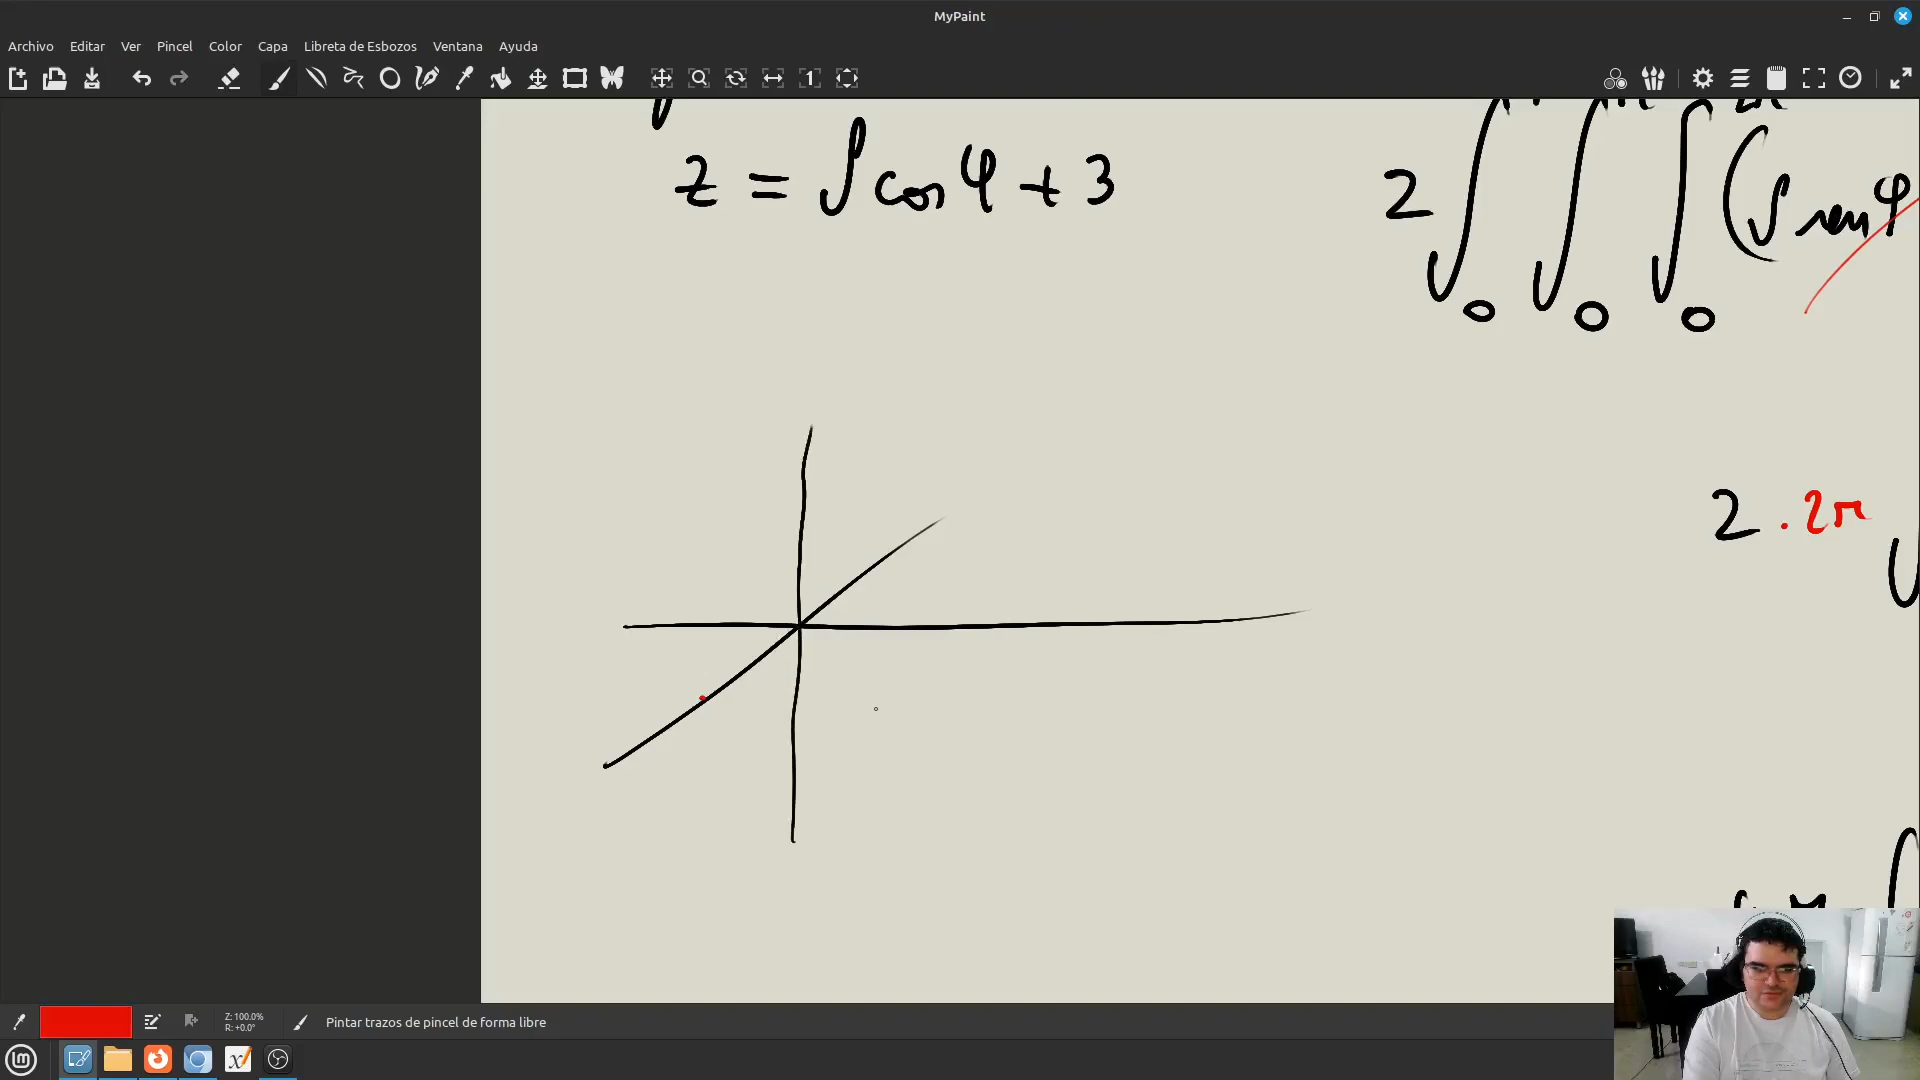 MyPaint
Archivo Editar Ver Pincel Color Capa Libreta de Esbozos Ventana Ayuda
z = ρ cos φ + 3
2 ∫₀ ∫₀ ∫₀ (ρ sen φ
2 . 2π
Z: 100.0%
R: +0.0°
Pintar trazos de pincel de forma libre